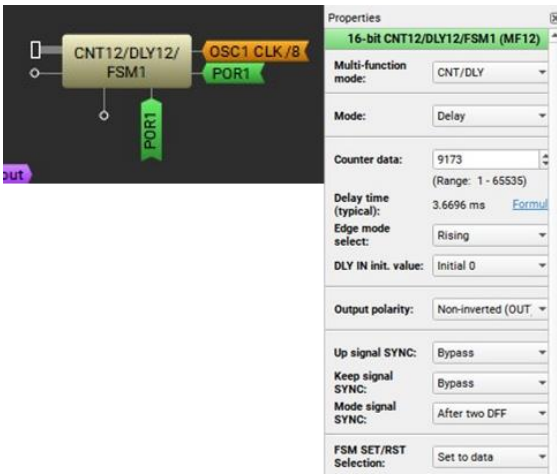 CNT12/DLY12/
FSM1
OSC1 CLK /8
POR1
POR1
out
Properties
16-bit CNT12/DLY12/FSM1 (MF12)
Multi-function
mode:
CNT/DLY
Mode:
Delay
Counter data:
9173
(Range: 1 - 65535)
Delay time
(typical):
3.6696 ms
Formul
Edge mode
select:
Rising
DLY IN init. value:
Initial 0
Output polarity:
Non-inverted (OUT
Up signal SYNC:
Bypass
Keep signal
SYNC:
Bypass
Mode signal
SYNC:
After two DFF
FSM SET/RST
Selection:
Set to data